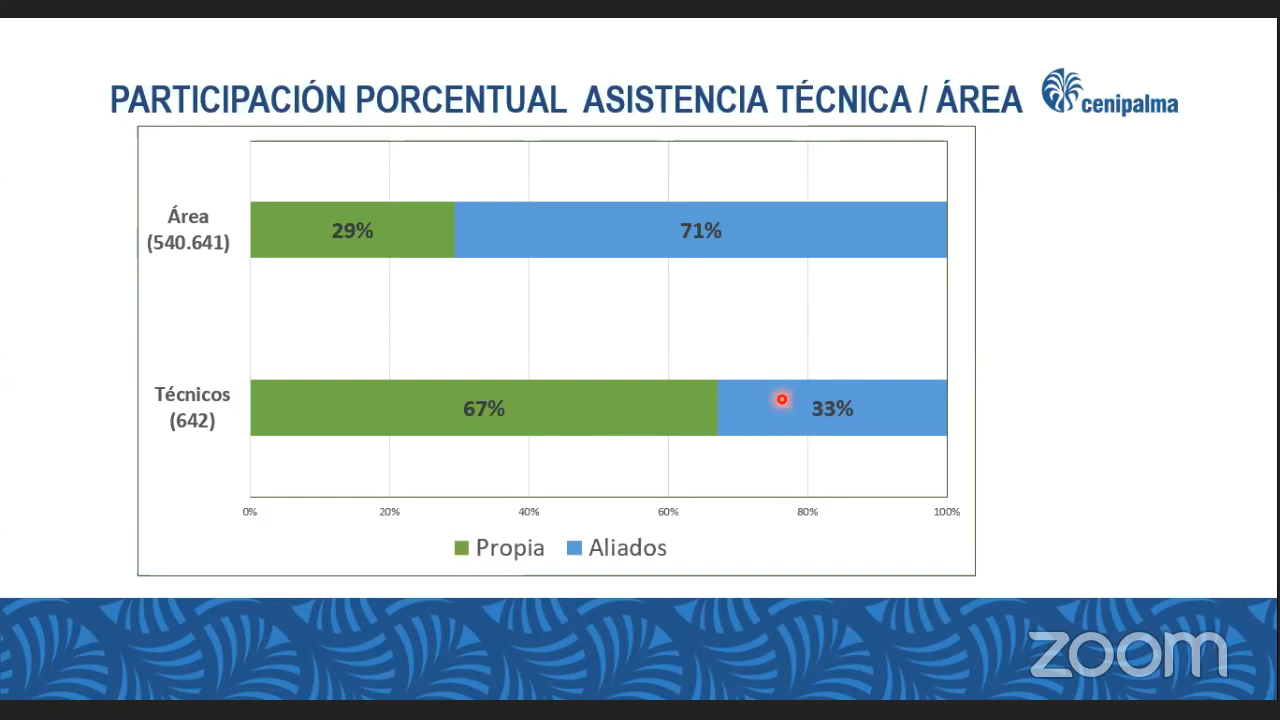 PARTICIPACIÓN PORCENTUAL ASISTENCIA TÉCNICA / ÁREA
cenipalma
Área
(540.641)
29%
71%
Técnicos
(642)
67%
33%
0%
20%
40%
60%
80%
100%
Propia
Aliados
zoom